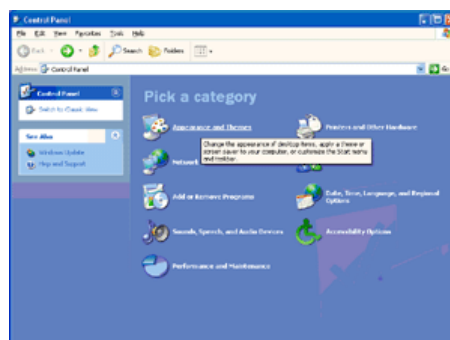 Control Panel
File Edit View Favorites Tools Help
Back Search Folders
Address Control Panel Go
Control Panel
Switch to Classic View
See Also
Windows Update
Help and Support
Pick a category
Appearance and Themes
Printers and Other Hardware
Change the appearance of desktop items, apply a theme or
screen saver to your computer, or customize the Start menu
and taskbar.
Network
Add or Remove Programs
Date, Time, Language, and Regional
Options
Sounds, Speech, and Audio Devices
Accessibility Options
Performance and Maintenance